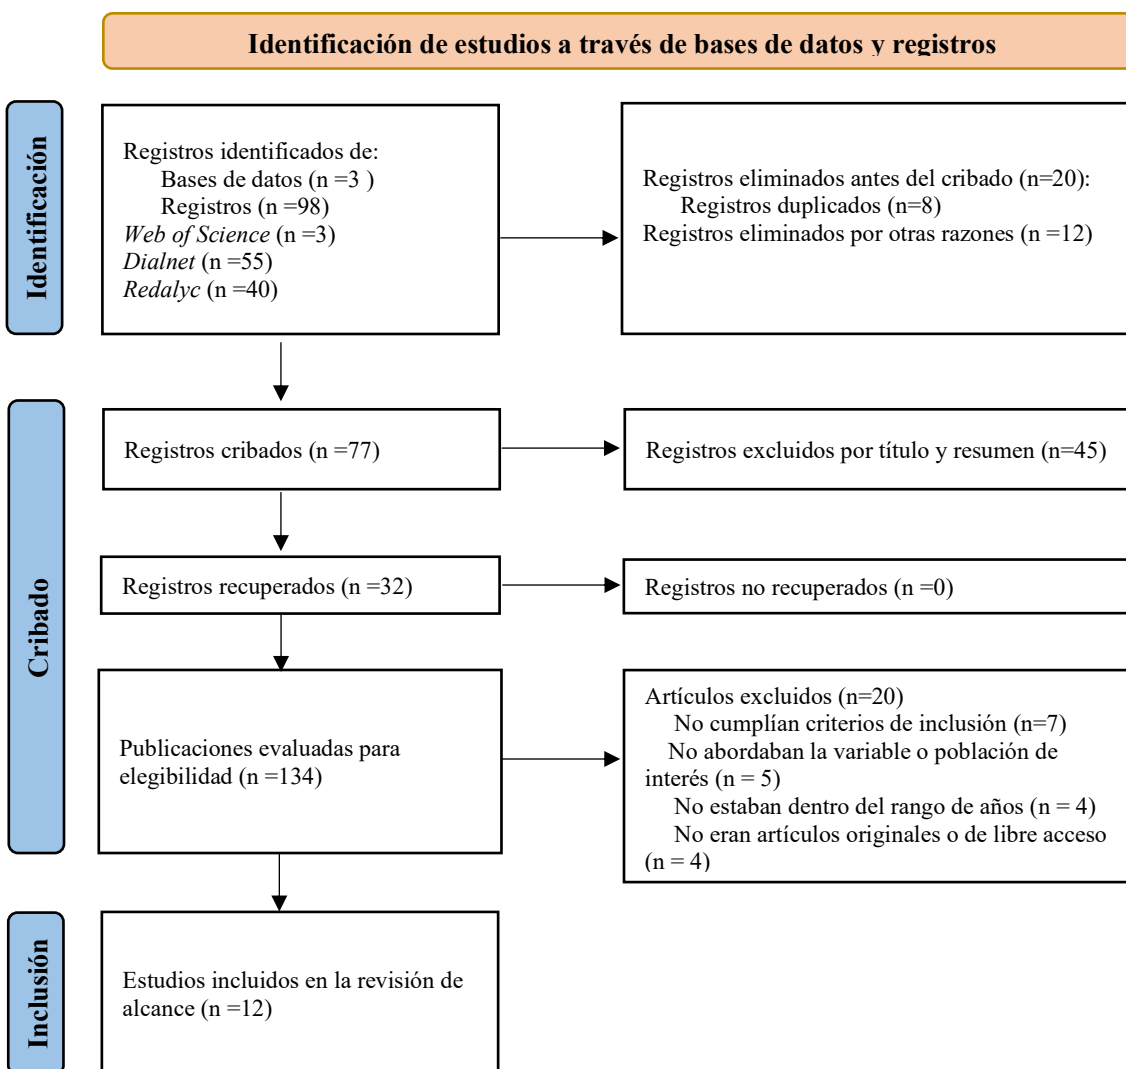 Identificación de estudios a través de bases de datos y registros
Identificación
Registros identificados de:
Bases de datos (n =3 )
Registros (n =98)
Web of Science (n =3)
Dialnet (n =55)
Redalyc (n =40)
Registros eliminados antes del cribado (n=20):
Registros duplicados (n=8)
Registros eliminados por otras razones (n =12)
Cribado
Registros cribados (n =77)
Registros excluidos por título y resumen (n=45)
Registros recuperados (n =32)
Registros no recuperados (n =0)
Publicaciones evaluadas para
elegibilidad (n =134)
Artículos excluidos (n=20)
No cumplían criterios de inclusión (n=7)
No abordaban la variable o población de
interés (n = 5)
No estaban dentro del rango de años (n = 4)
No eran artículos originales o de libre acceso
(n = 4)
Inclusión
Estudios incluidos en la revisión de
alcance (n =12)